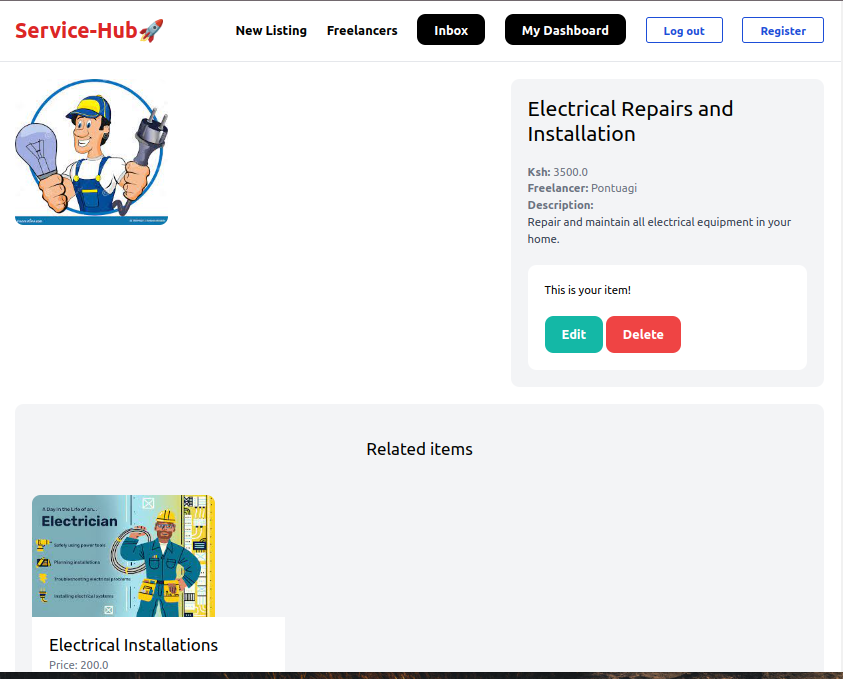 Service-Hub🚀
New Listing
Freelancers
Inbox
My Dashboard
Log out
Register
Electrical Repairs and
Installation
Ksh: 3500.0
Freelancer: Pontuagi
Description:
Repair and maintain all electrical equipment in your
home.
This is your item!
Edit
Delete
Related items
A Day in the Life of an...
Electrician
Safely using power tools
Planning installations
Troubleshooting electrical problems
Installing electrical systems
Electrical Installations
Price: 200.0